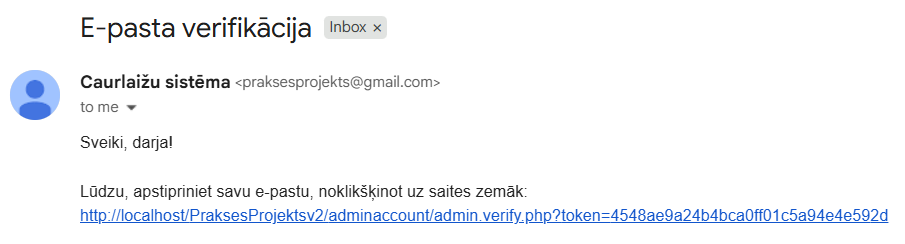 E-pasta verifikācija Inbox ×
Caurlaižu sistēma <praksesprojekts@gmail.com>
to me
Sveiki, darja!
Lūdzu, apstipriniet savu e-pastu, noklikšķinot uz saites zemāk:
http://localhost/PraksesProjektsv2/adminaccount/admin.verify.php?token=4548ae9a24b4bca0ff01c5a94e4e592d